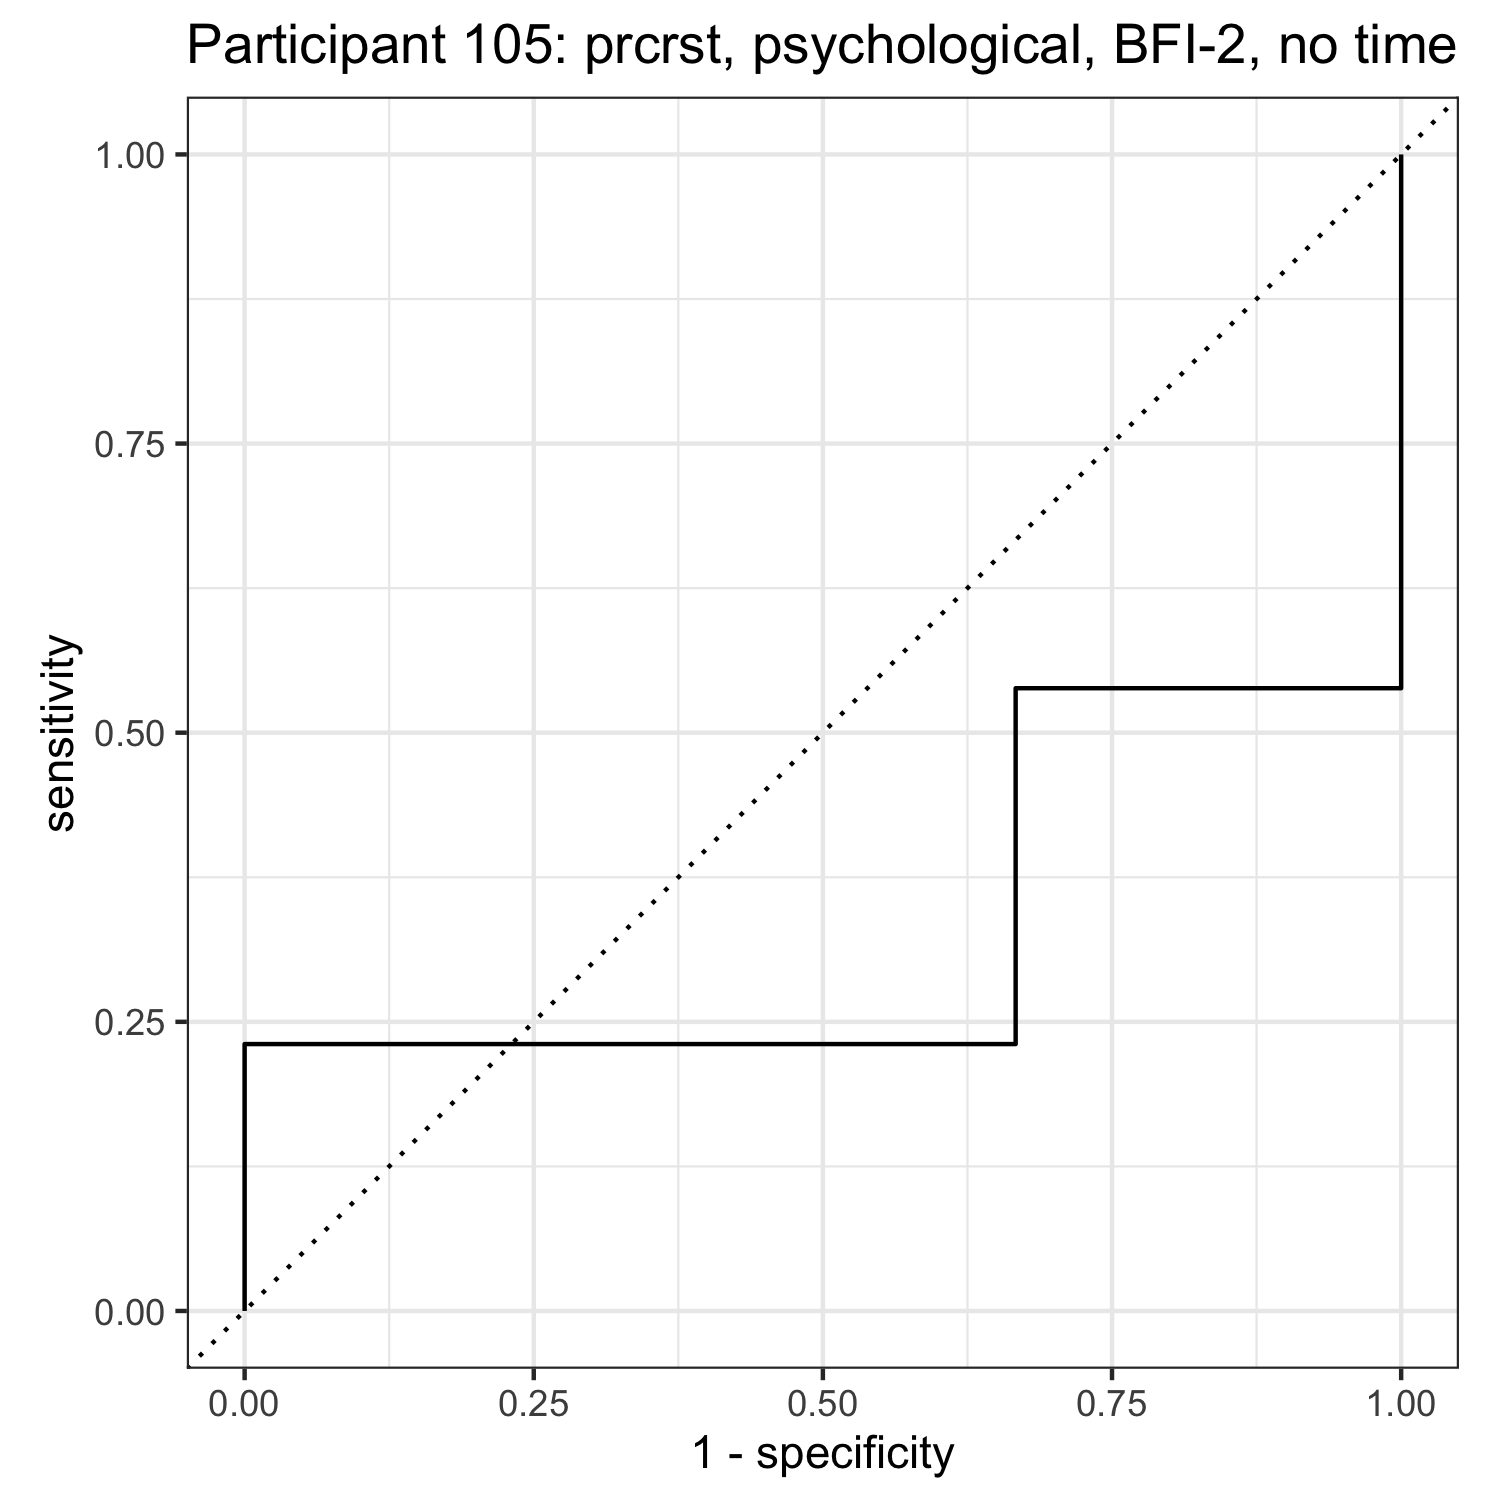 Participant 105: prcrst, psychological, BFI-2, no time
1.00
0.75
0.50
0.25
0.00
sensitivity
0.00 0.25 0.50 0.75 1.00
1 - specificity